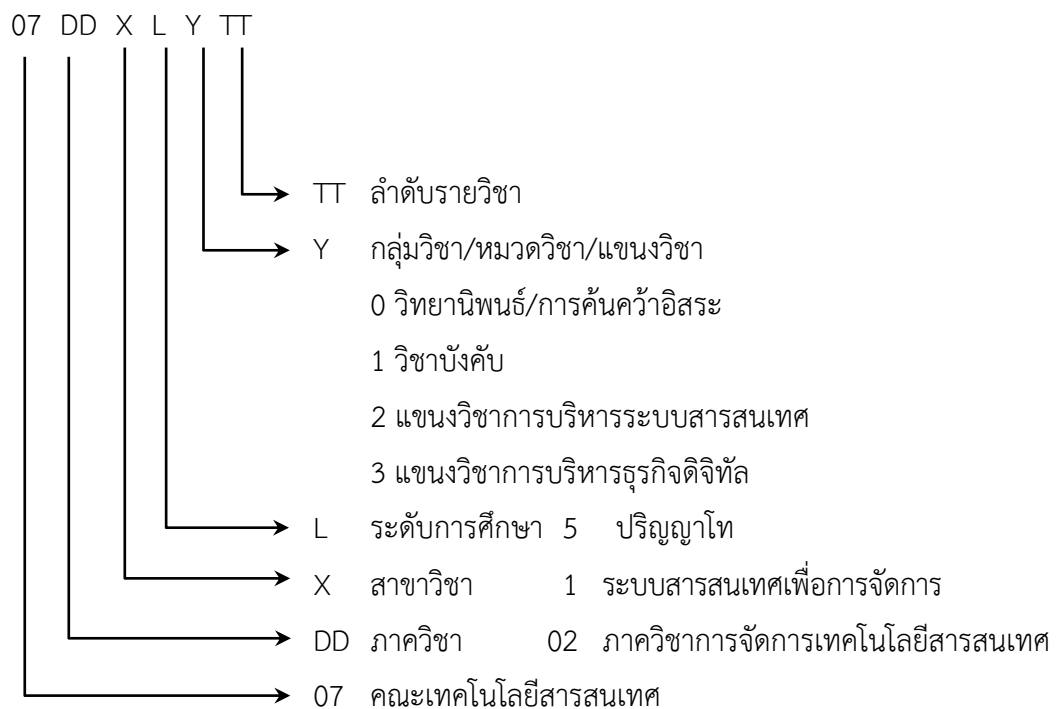 07 DD X L Y TT
TT ลำดับรายวิชา
Y กลุ่มวิชา/หมวดวิชา/แขนงวิชา
0 วิทยานิพนธ์/การค้นคว้าอิสระ
1 วิชาบังคับ
2 แขนงวิชาการบริหารระบบสารสนเทศ
3 แขนงวิชาการบริหารธุรกิจดิจิทัล
L ระดับการศึกษา 5 ปริญญาโท
X สาขาวิชา 1 ระบบสารสนเทศเพื่อการจัดการ
DD ภาควิชา 02 ภาควิชาการจัดการเทคโนโลยีสารสนเทศ
07 คณะเทคโนโลยีสารสนเทศ